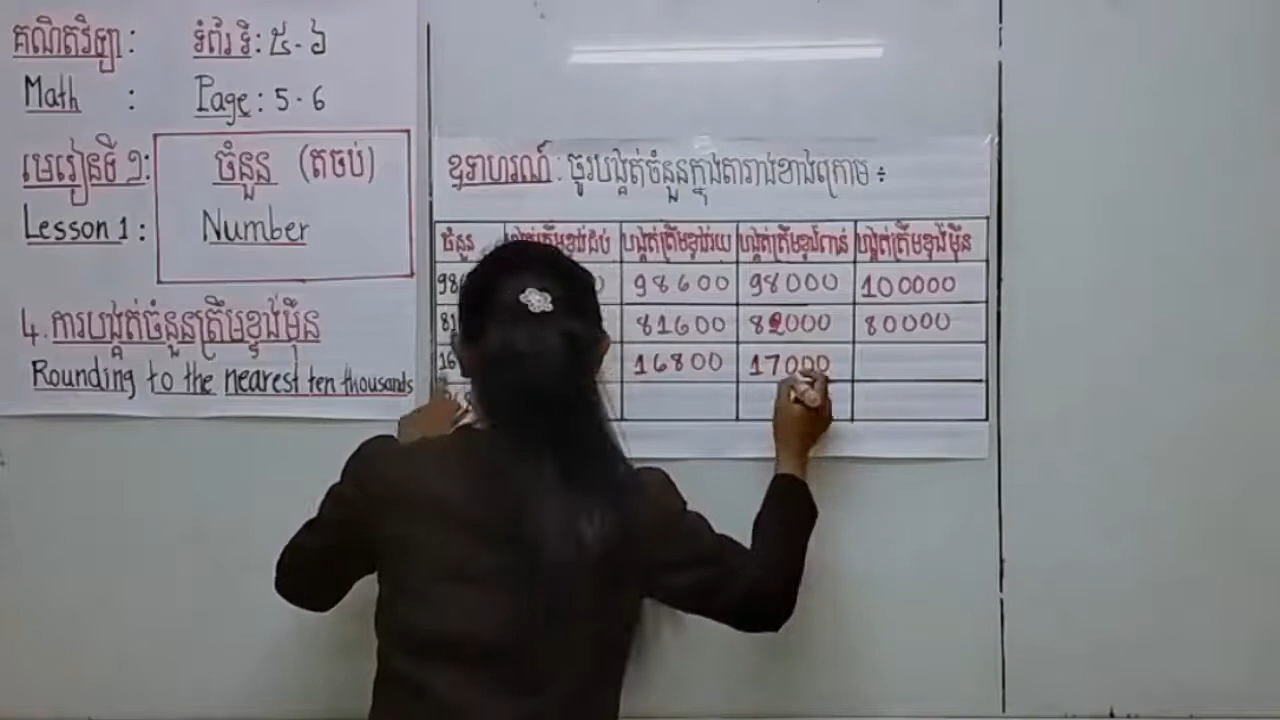 គណិតវិទ្យា : ទំព័រទី : ៥ - ៦
Math : Page : 5 - 6
មេរៀនទី ១ : ចំនួន (តចប់)
Lesson 1 : Number
4. ការបង្គត់ចំនួនត្រឹមខ្ទង់ម៉ឺន
Rounding to the nearest ten thousands
ឧទាហរណ៍ : ចូរបង្គត់ចំនួនក្នុងតារាងខាងក្រោម ៖
ចំនួន បង្គត់ត្រឹមខ្ទង់រយ បង្គត់ត្រឹមខ្ទង់ពាន់ បង្គត់ត្រឹមខ្ទង់ម៉ឺន
98600 98000 100000
81600 82000 80000
16800 17000